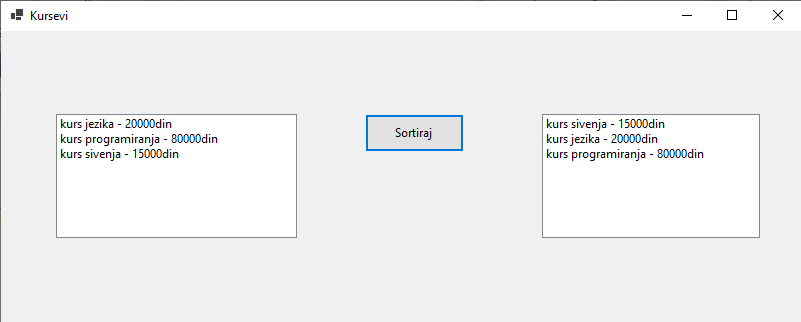 Kursevi
kurs jezika - 20000din
kurs programiranja - 80000din
kurs sivenja - 15000din
Sortiraj
kurs sivenja - 15000din
kurs jezika - 20000din
kurs programiranja - 80000din